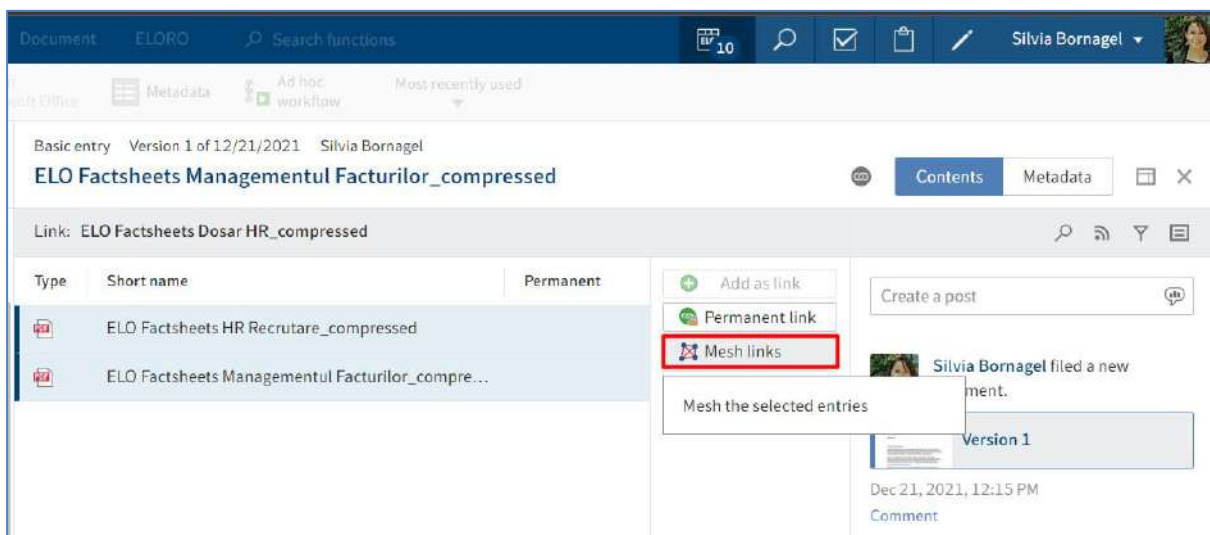 Document ELORO Search functions 10 Silvia Bornagel
Metadata Ad hoc workflow Most recently used
Basic entry Version 1 of 12/21/2021 Silvia Bornagel
ELO Factsheets Managementul Facturilor_compressed Contents Metadata
Link: ELO Factsheets Dosar HR_compressed
Type Short name Permanent
Add as link
Create a post
ELO Factsheets HR Recrutare_compressed
Permanent link
Mesh links
ELO Factsheets Managementul Facturilor_compre...
Mesh the selected entries
Silvia Bornagel filed a new
ment.
Version 1
Dec 21, 2021, 12:15 PM
Comment